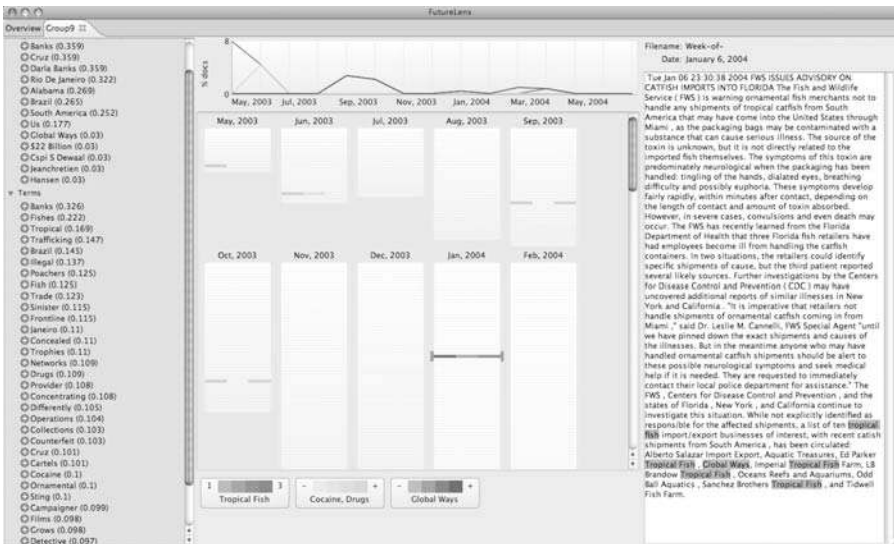 FutureLens
Overview Group9
Banks (0.359)
Cruz (0.359)
Darla Banks (0.359)
Rio De Janeiro (0.322)
Alabama (0.269)
Brazil (0.265)
South America (0.252)
Us (0.177)
Global Ways (0.03)
$22 Billion (0.03)
Cspi S Dewaal (0.03)
Jeanchretien (0.03)
Hansen (0.03)
Terms
Banks (0.326)
Fishes (0.222)
Tropical (0.169)
Trafficking (0.147)
Brazil (0.145)
Illegal (0.137)
Poachers (0.125)
Fish (0.125)
Trade (0.123)
Sinister (0.115)
Frontline (0.115)
Janeiro (0.11)
Concealed (0.11)
Trophies (0.11)
Networks (0.109)
Drugs (0.109)
Provider (0.108)
Concentrating (0.108)
Differently (0.105)
Operations (0.104)
Collections (0.103)
Counterfeit (0.103)
Cruz (0.101)
Cartels (0.101)
Cocaine (0.1)
Ornamental (0.1)
Sting (0.1)
Campaigner (0.099)
Films (0.098)
Grows (0.098)
Detective (0.097)
8
% docs
0
May, 2003 Jul, 2003 Sep, 2003 Nov, 2003 Jan, 2004 Mar, 2004 May, 2004
May, 2003 Jun, 2003 Jul, 2003 Aug, 2003 Sep, 2003
Oct, 2003 Nov, 2003 Dec, 2003 Jan, 2004 Feb, 2004
1 3 - + - +
Tropical Fish Cocaine, Drugs Global Ways
Filename: Week-of-
Date: January 6, 2004
Tue Jan 06 23:30:38 2004 FWS ISSUES ADVISORY ON
CATFISH IMPORTS INTO FLORIDA The Fish and Wildlife
Service ( FWS ) is warning ornamental fish merchants not to
handle any shipments of tropical catfish from South
America that may have come into the United States through
Miami , as the packaging bags may be contaminated with a
substance that can cause serious illness. The source of the
toxin is unknown, but it is not directly related to the
imported fish themselves. The symptoms of this toxin are
predominately neurological when the packaging has been
handled: tingling of the hands, dialated eyes, breathing
difficulty and possibly euphoria. These symptoms develop
fairly rapidly, within minutes after contact, depending on
the length of contact and amount of toxin absorbed.
However, in severe cases, convulsions and even death may
occur. The FWS has recently learned from the Florida
Department of Health that three Florida fish retailers have
had employees become ill from handling the catfish
containers. In two situations, the retailers could identify
specific shipments of cause, but the third patient reported
several likely sources. Further investigations by the Centers
for Disease Control and Prevention ( CDC ) may have
uncovered additional reports of similar illnesses in New
York and California . "It is imperative that retailers not
handle shipments of ornamental catfish coming in from
Miami ," said Dr. Leslie M. Cannelli, FWS Special Agent "until
we have pinned down the exact shipments and causes of
the illnesses. But in the meantime anyone who may have
handled ornamental catfish shipments should be alert to
these possible neurological symptoms and seek medical
help if it is needed. They are requested to immediately
contact their local police department for assistance." The
FWS , Centers for Disease Control and Prevention , and the
states of Florida , New York , and California continue to
investigate this situation. While not explicitly identified as
responsible for the affected shipments, a list of ten tropical
fish import/export businesses of interest, with recent catish
shipments from South America , has been circulated:
Alberto Salazar Import Export, Aquatic Treasures, Ed Parker
Tropical Fish , Global Ways, Imperial Tropical Fish Farm, LB
Brandow Tropical Fish , Oceans Reefs and Aquariums, Odd
Ball Aquatics , Sanchez Brothers Tropical Fish , and Tidwell
Fish Farm.